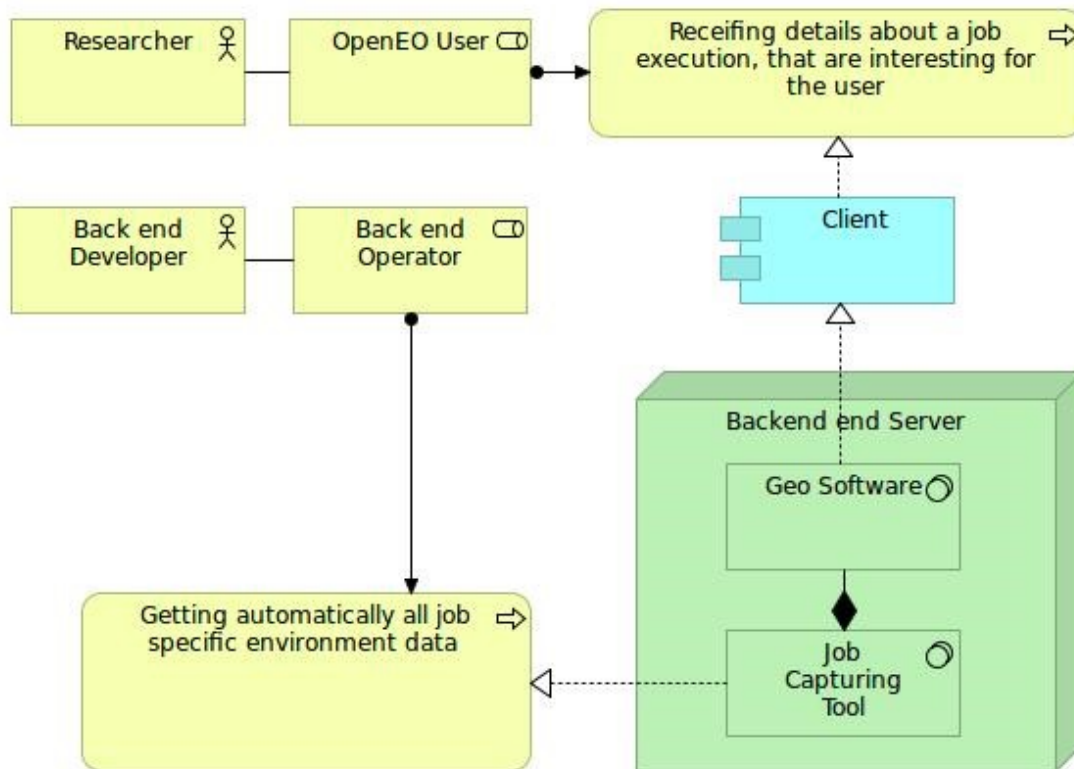 Researcher
OpenEO User
Receifing details about a job
execution, that are interesting for
the user
Back end
Developer
Back end
Operator
Client
Backend end Server
Geo Software
Getting automatically all job
specific environment data
Job
Capturing
Tool